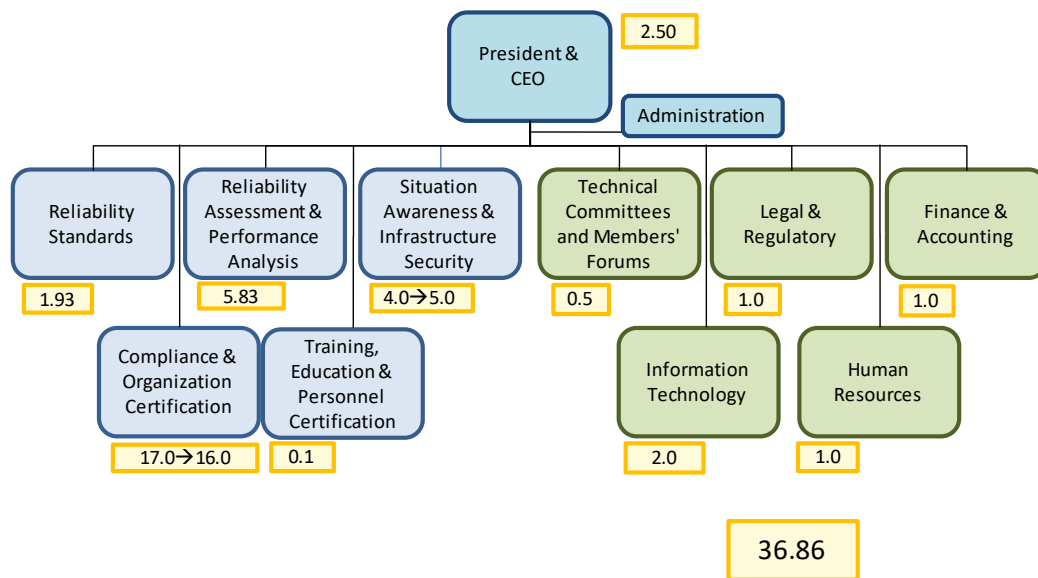 2.50
President &
CEO
Administration
Reliability
Standards
1.93
Reliability
Assessment &
Performance
Analysis
5.83
Situation
Awareness &
Infrastructure
Security
4.0→5.0
Technical
Committees
and Members'
Forums
0.5
Legal &
Regulatory
1.0
Finance &
Accounting
1.0
Compliance &
Organization
Certification
17.0→16.0
Training,
Education &
Personnel
Certification
0.1
Information
Technology
2.0
Human
Resources
1.0
36.86